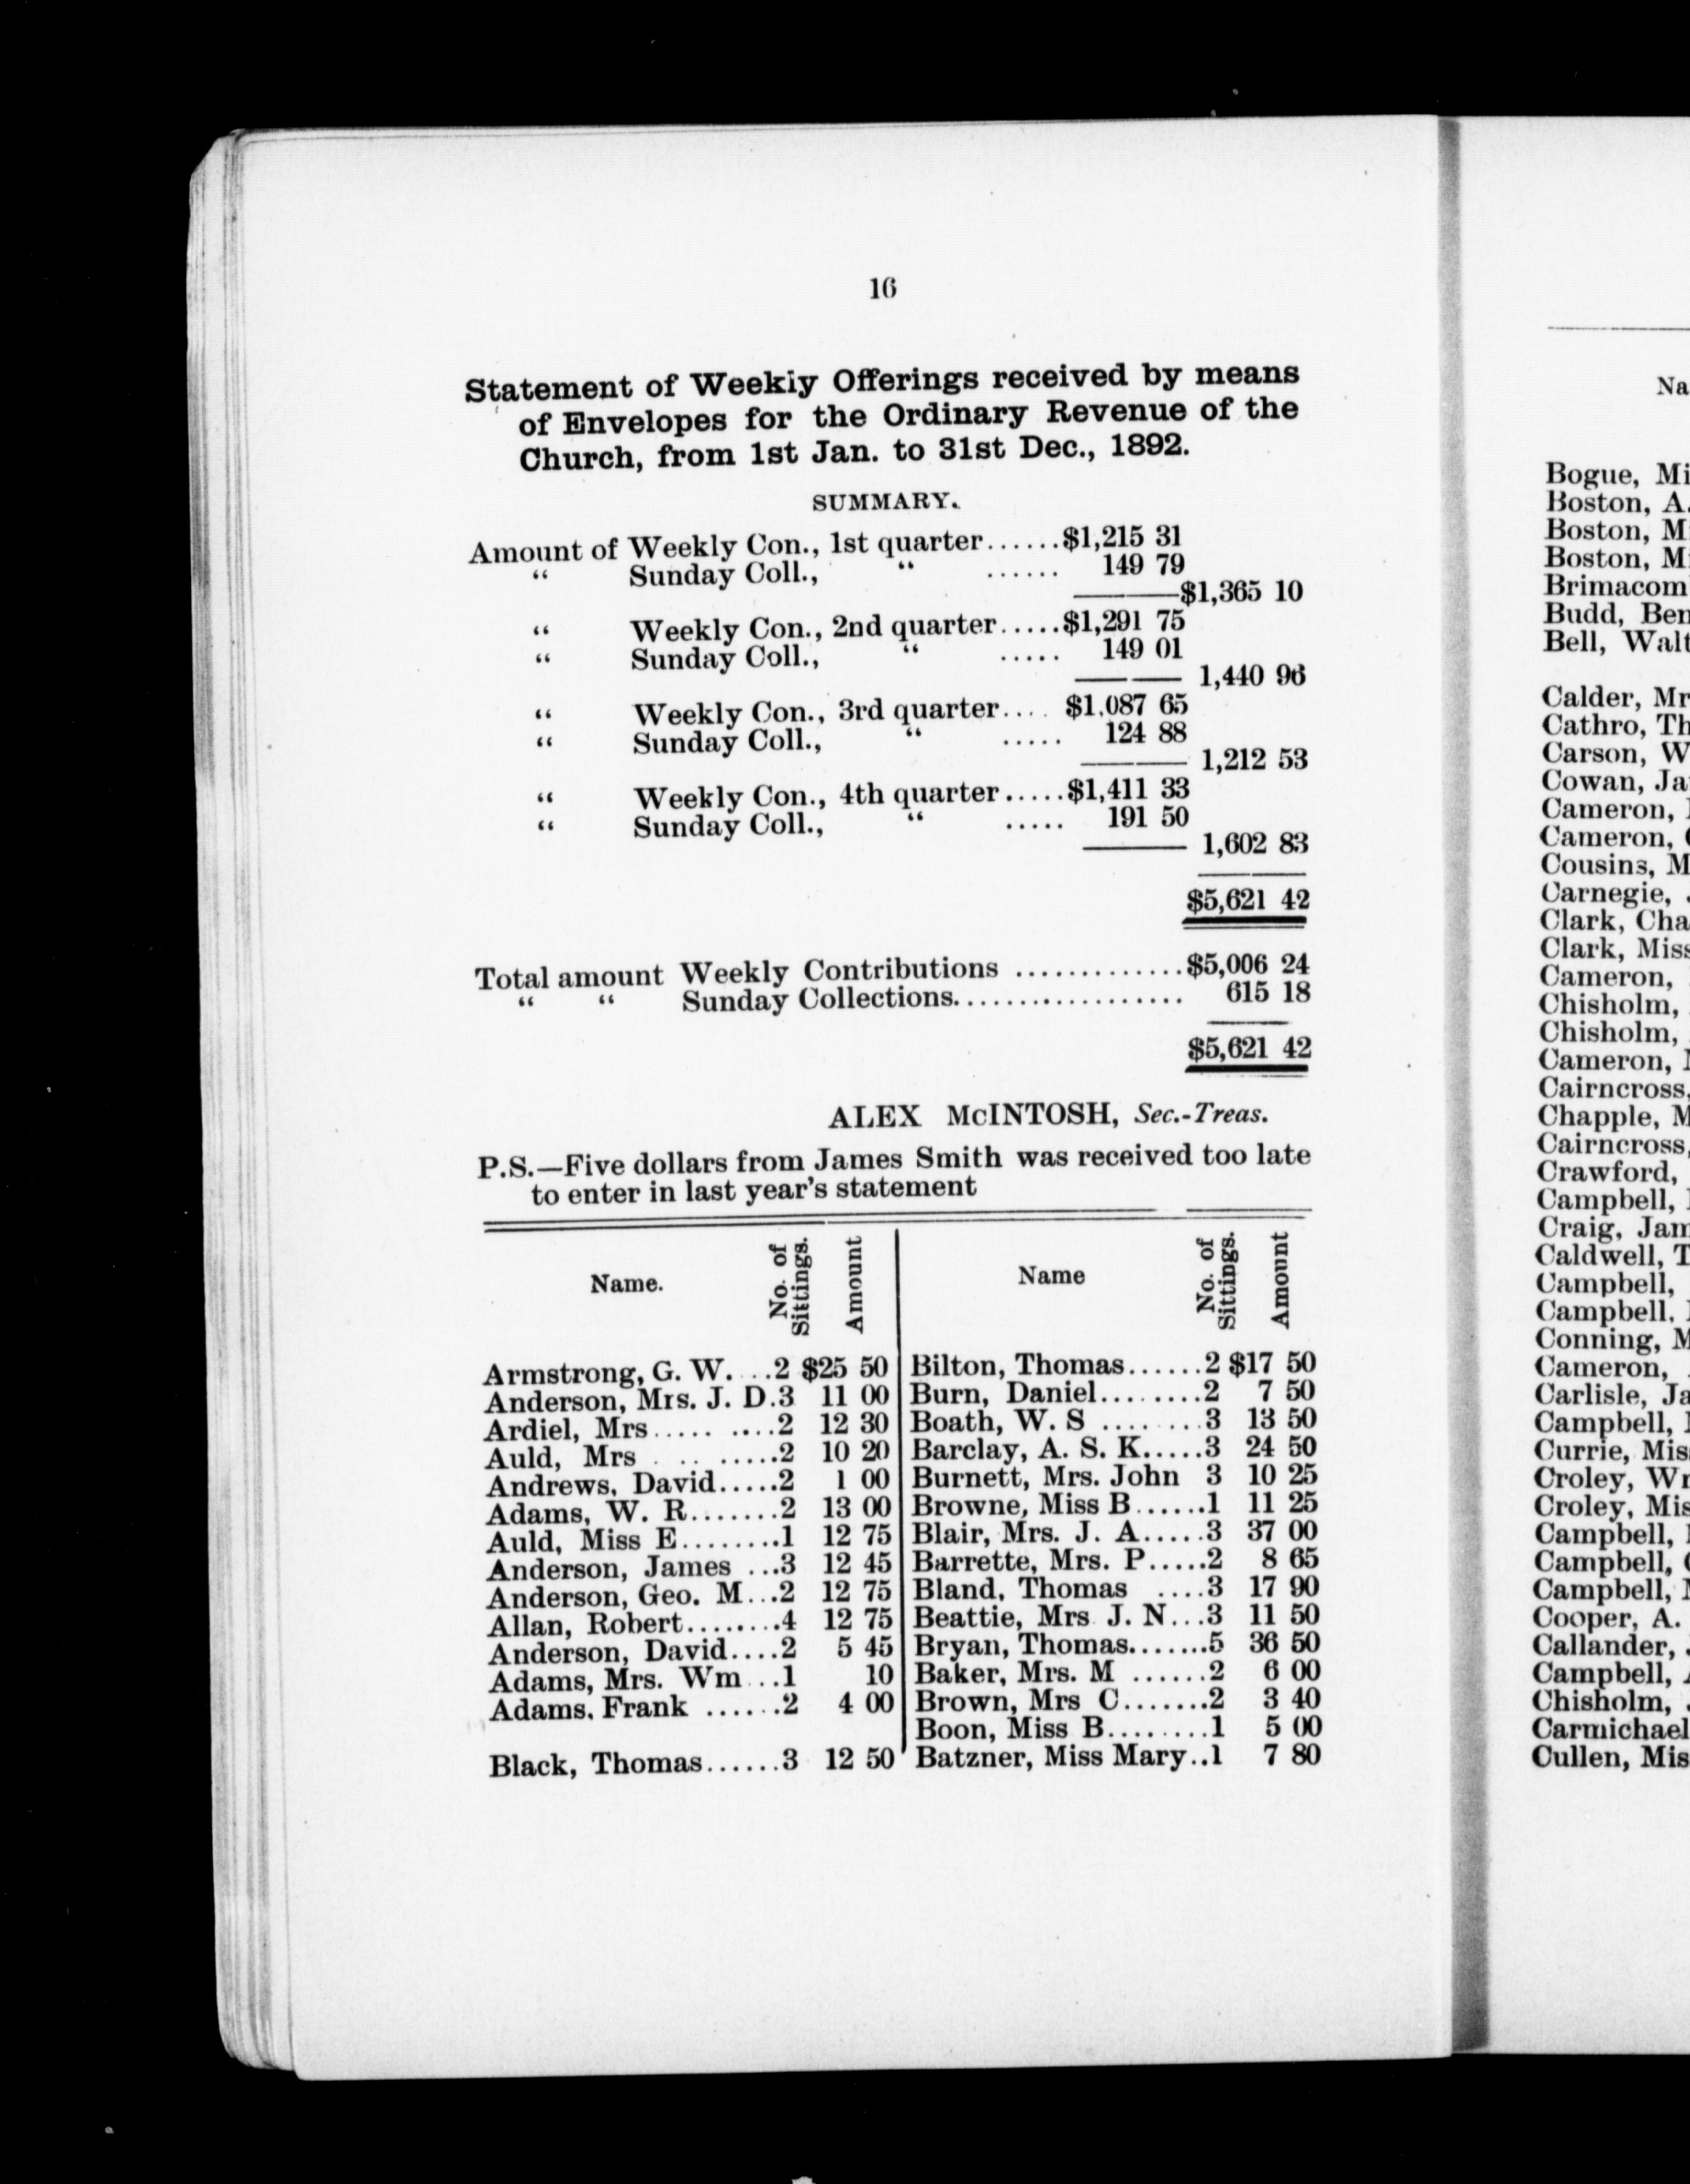 16
Statement of Weekly Offerings received by means
of Envelopes for the Ordinary Revenue of the
Church, from 1st Jan. to 31st Dec., 1892.
SUMMARY.
Amount of Weekly Con., 1st quarter......$1,215 31
“ Sunday Coll., “ ...... 149 79
$1,365 10
“ Weekly Con., 2nd quarter.....$1,291 75
“ Sunday Coll., “ ..... 149 01
1,440 96
“ Weekly Con., 3rd quarter.... $1,087 65
“ Sunday Coll., “ ..... 124 88
1,212 53
“ Weekly Con., 4th quarter.....$1,411 33
“ Sunday Coll., “ ..... 191 50
1,602 83
$5,621 42
Total amount Weekly Contributions .............$5,006 24
“ “ Sunday Collections.................. 615 18
$5,621 42
ALEX McINTOSH, Sec.-Treas.
P.S.—Five dollars from James Smith was received too late
to enter in last year's statement
Name. No. of Sittings. Amount
Armstrong, G. W. ...2 $25 50
Anderson, Mrs. J. D.3 11 00
Ardiel, Mrs..... ....2 12 30
Auld, Mrs . .. .....2 10 20
Andrews, David.....2 1 00
Adams, W. R.......2 13 00
Auld, Miss E........1 12 75
Anderson, James ...3 12 45
Anderson, Geo. M...2 12 75
Allan, Robert........4 12 75
Anderson, David....2 5 45
Adams, Mrs. Wm...1 10
Adams, Frank ......2 4 00
Black, Thomas......3 12 50
Name No. of Sittings. Amount
Bilton, Thomas......2 $17 50
Burn, Daniel........2 7 50
Boath, W. S ........3 13 50
Barclay, A. S. K.....3 24 50
Burnett, Mrs. John 3 10 25
Browne, Miss B......1 11 25
Blair, Mrs. J. A.....3 37 00
Barrette, Mrs. P.....2 8 65
Bland, Thomas ....3 17 90
Beattie, Mrs J. N...3 11 50
Bryan, Thomas.......5 36 50
Baker, Mrs. M ......2 6 00
Brown, Mrs C.......2 3 40
Boon, Miss B........1 5 00
Batzner, Miss Mary..1 7 80
Na
Bogue, Mi
Boston, A.
Boston, M
Boston, M
Brimacom
Budd, Ben
Bell, Walt
Calder, Mr
Cathro, Th
Carson, W
Cowan, Ja
Cameron,
Cameron,
Cousins, M
Carnegie,
Clark, Cha
Clark, Miss
Cameron,
Chisholm,
Chisholm,
Cameron,
Cairncross,
Chapple, M
Cairncross,
Crawford,
Campbell,
Craig, Jam
Caldwell, T
Campbell,
Campbell,
Conning, M
Cameron,
Carlisle, Ja
Campbell,
Currie, Mis
Croley, Wr
Croley, Mis
Campbell,
Campbell,
Campbell,
Cooper, A.
Callander,
Campbell,
Chisholm,
Carmichael
Cullen, Mis